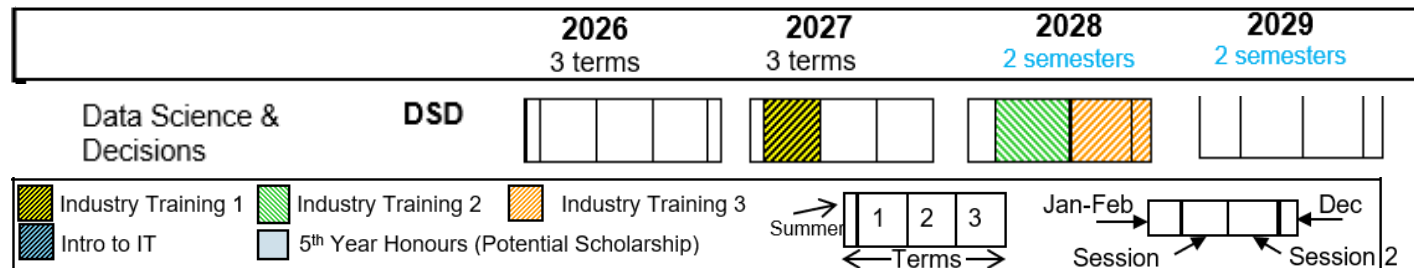 2026 2027 2028 2029
3 terms 3 terms 2 semesters 2 semesters
Data Science & DSD
Decisions
Industry Training 1 Industry Training 2 Industry Training 3
Intro to IT 5th Year Honours (Potential Scholarship)
Summer 1 2 3
Terms
Jan-Feb Dec
Session Session 2